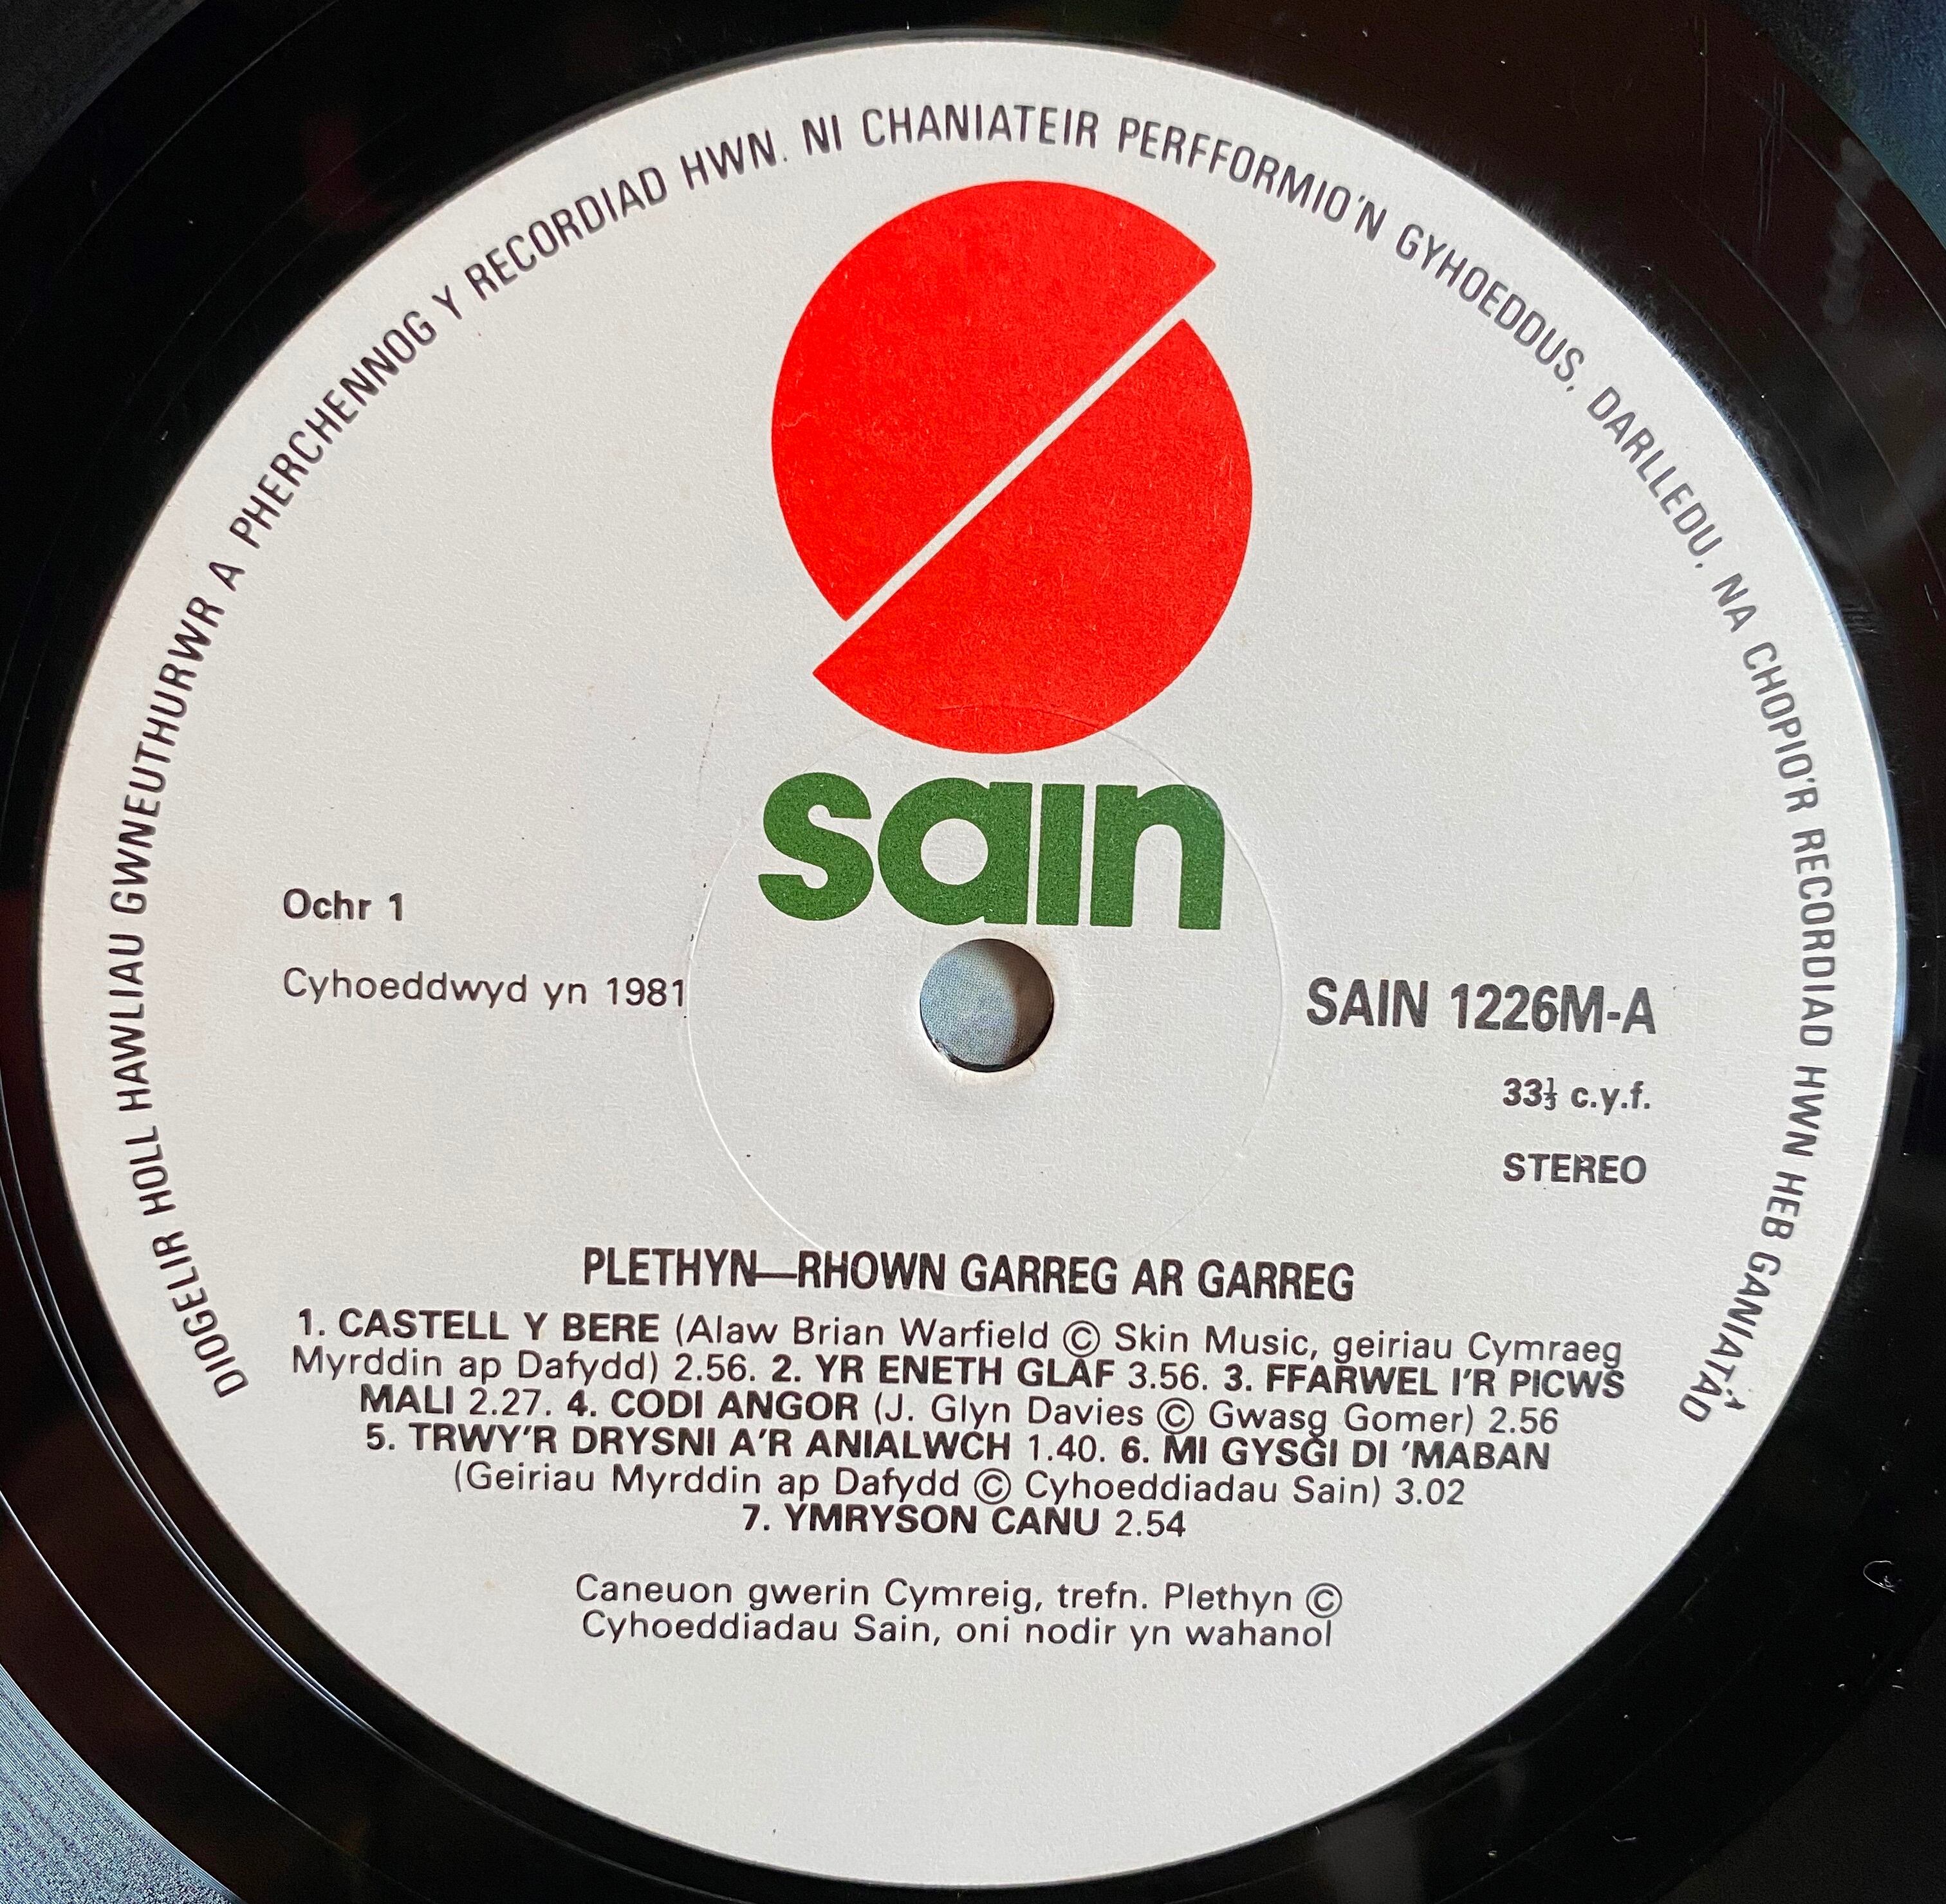 DIOGELIR HOLL HAWLIAU GWNEUTHURWR A PHERCHENNOG Y RECORDIAD HWN. NI CHANIATEIR PERFFORMIO'N GYHOEDDUS, DARLLEDU, NA CHOPIO'R RECORDIAD HWN HEB GANIATÂD
sain
Ochr 1
Cyhoeddwyd yn 1981
SAIN 1226M-A
33⅓ c.y.f.
STEREO
PLETHYN—RHOWN GARREG AR GARREG
1. CASTELL Y BERE (Alaw Brian Warfield © Skin Music, geiriau Cymraeg
Myrddin ap Dafydd) 2.56. 2. YR ENETH GLAF 3.56. 3. FFARWEL I'R PICWS
MALI 2.27. 4. CODI ANGOR (J. Glyn Davies © Gwasg Gomer) 2.56
5. TRWY'R DRYSNI A'R ANIALWCH 1.40. 6. MI GYSGI DI 'MABAN
(Geiriau Myrddin ap Dafydd © Cyhoeddiadau Sain) 3.02
7. YMRYSON CANU 2.54
Caneuon gwerin Cymreig, trefn. Plethyn ©
Cyhoeddiadau Sain, oni nodir yn wahanol